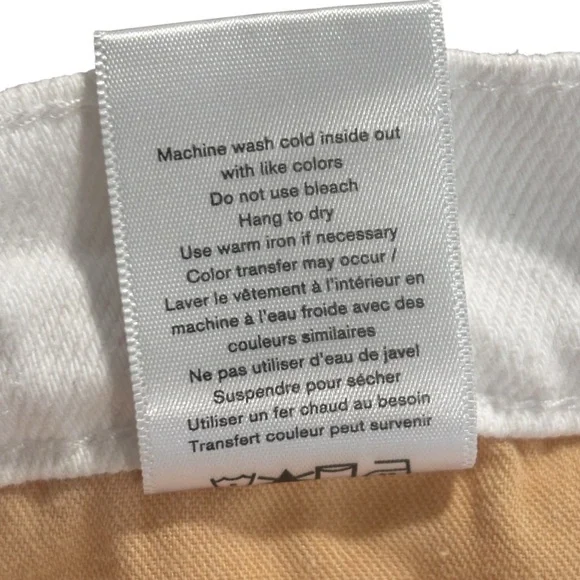 Machine wash cold inside out
with like colors
Do not use bleach
Hang to dry
Use warm iron if necessary
Color transfer may occur /
Laver le vêtement à l'intérieur en
machine à l'eau froide avec des
couleurs similaires
Ne pas utiliser d'eau de javel
Suspendre pour sécher
Utiliser un fer chaud au besoin
Transfert couleur peut survenir